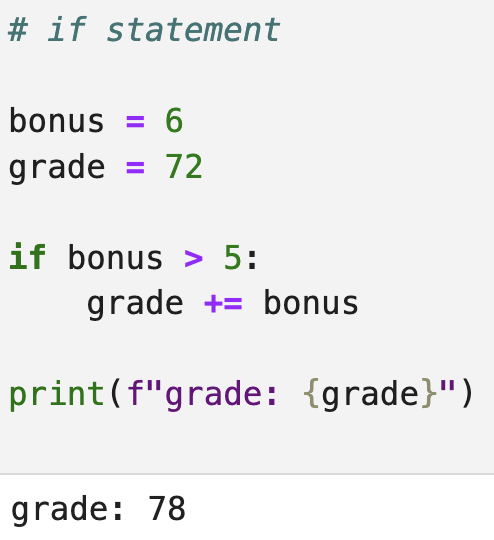 # if statement
bonus = 6
grade = 72
if bonus > 5:
    grade += bonus
print(f"grade: {grade}")
grade: 78